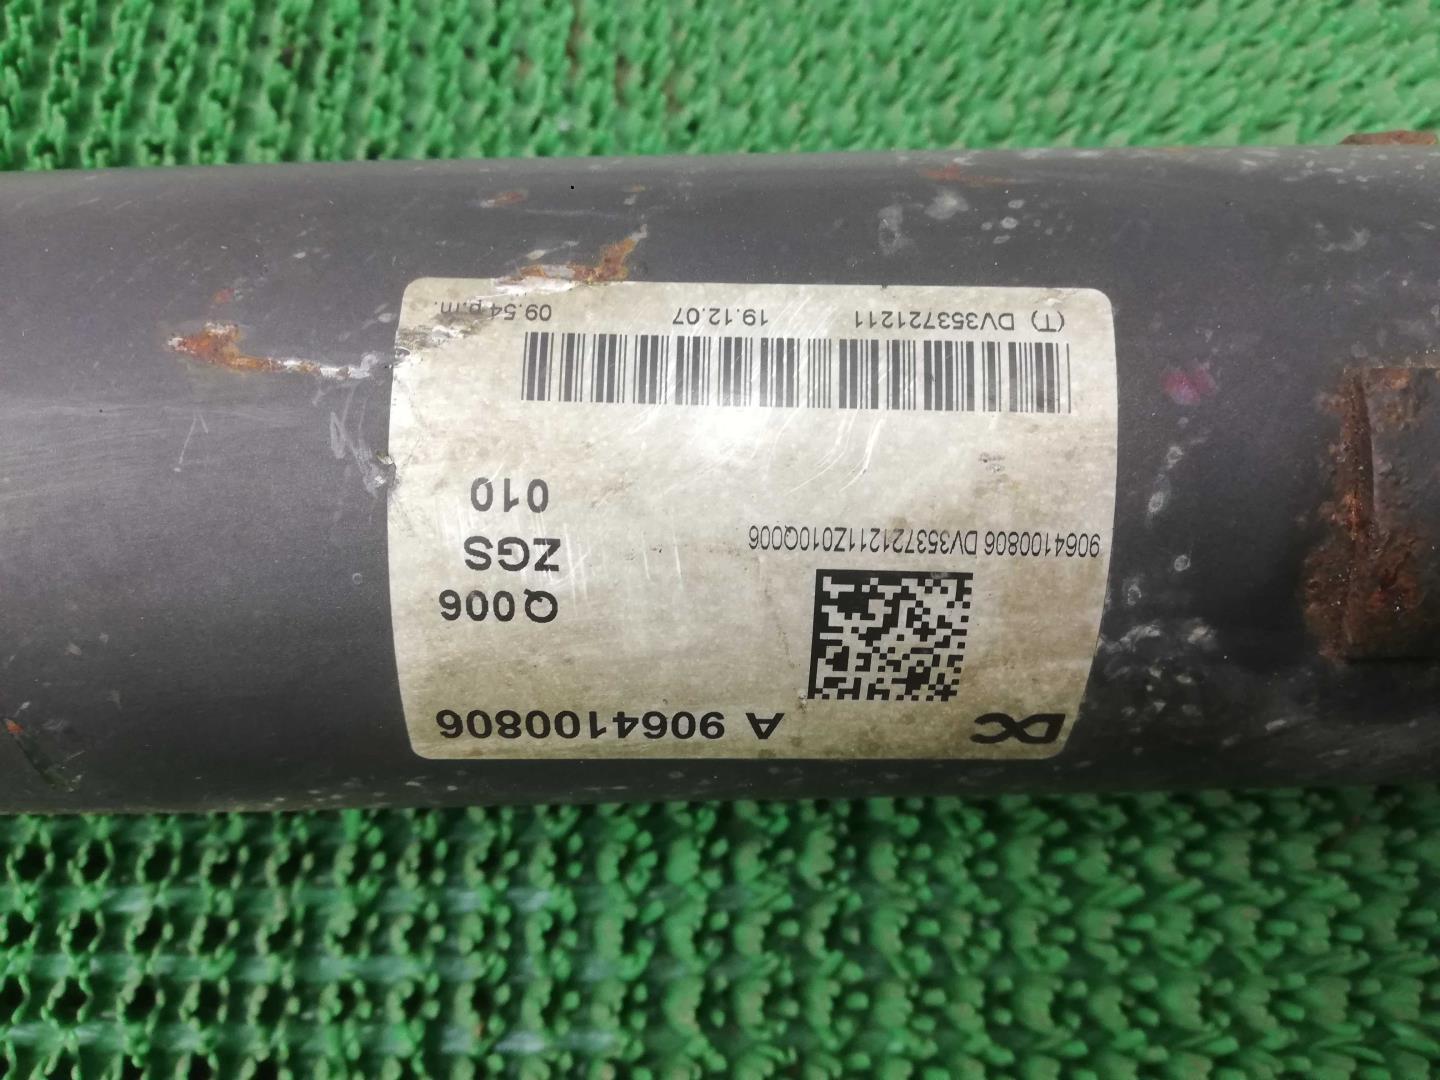 DC A 9064100806
9064100806 DV353721211Z010Q006
Q006
ZGS
010
(T) DV353721211 19.12.07 09.54 p.m.